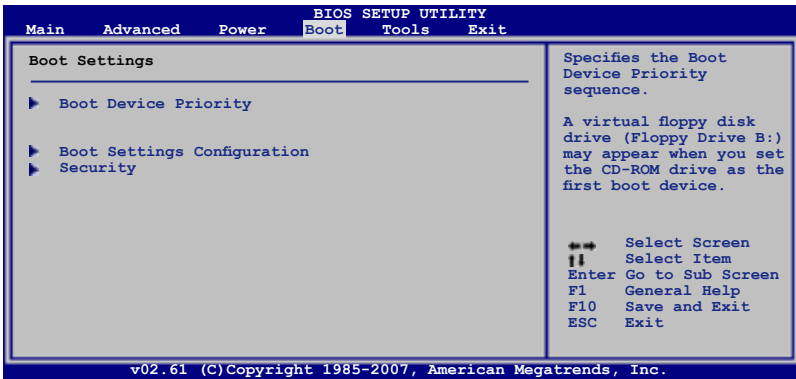 BIOS SETUP UTILITY
Main Advanced Power Boot Tools Exit
Boot Settings
Boot Device Priority
Boot Settings Configuration
Security
Specifies the Boot
Device Priority
sequence.
A virtual floppy disk
drive (Floppy Drive B:)
may appear when you set
the CD-ROM drive as the
first boot device.
Select Screen
Select Item
Enter Go to Sub Screen
F1 General Help
F10 Save and Exit
ESC Exit
v02.61 (C)Copyright 1985-2007, American Megatrends, Inc.